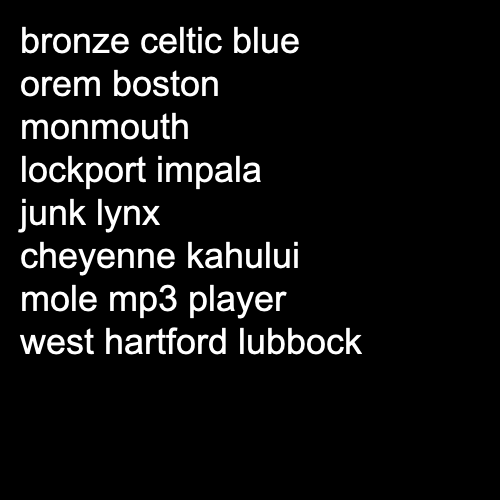 bronze celtic blue
orem boston
monmouth
lockport impala
junk lynx
cheyenne kahului
mole mp3 player
west hartford lubbock